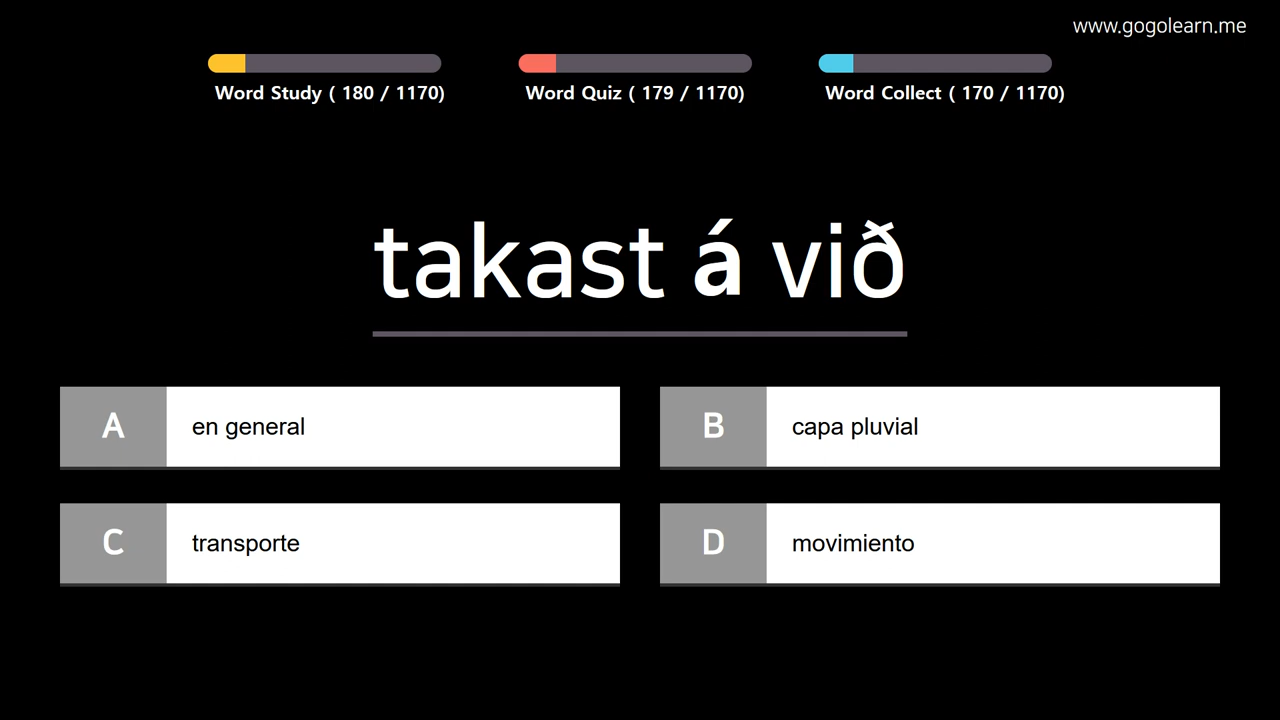 www.gogolearn.me
Word Study ( 180 / 1170)
Word Quiz ( 179 / 1170)
Word Collect ( 170 / 1170)
takast á við
A en general
B capa pluvial
C transporte
D movimiento